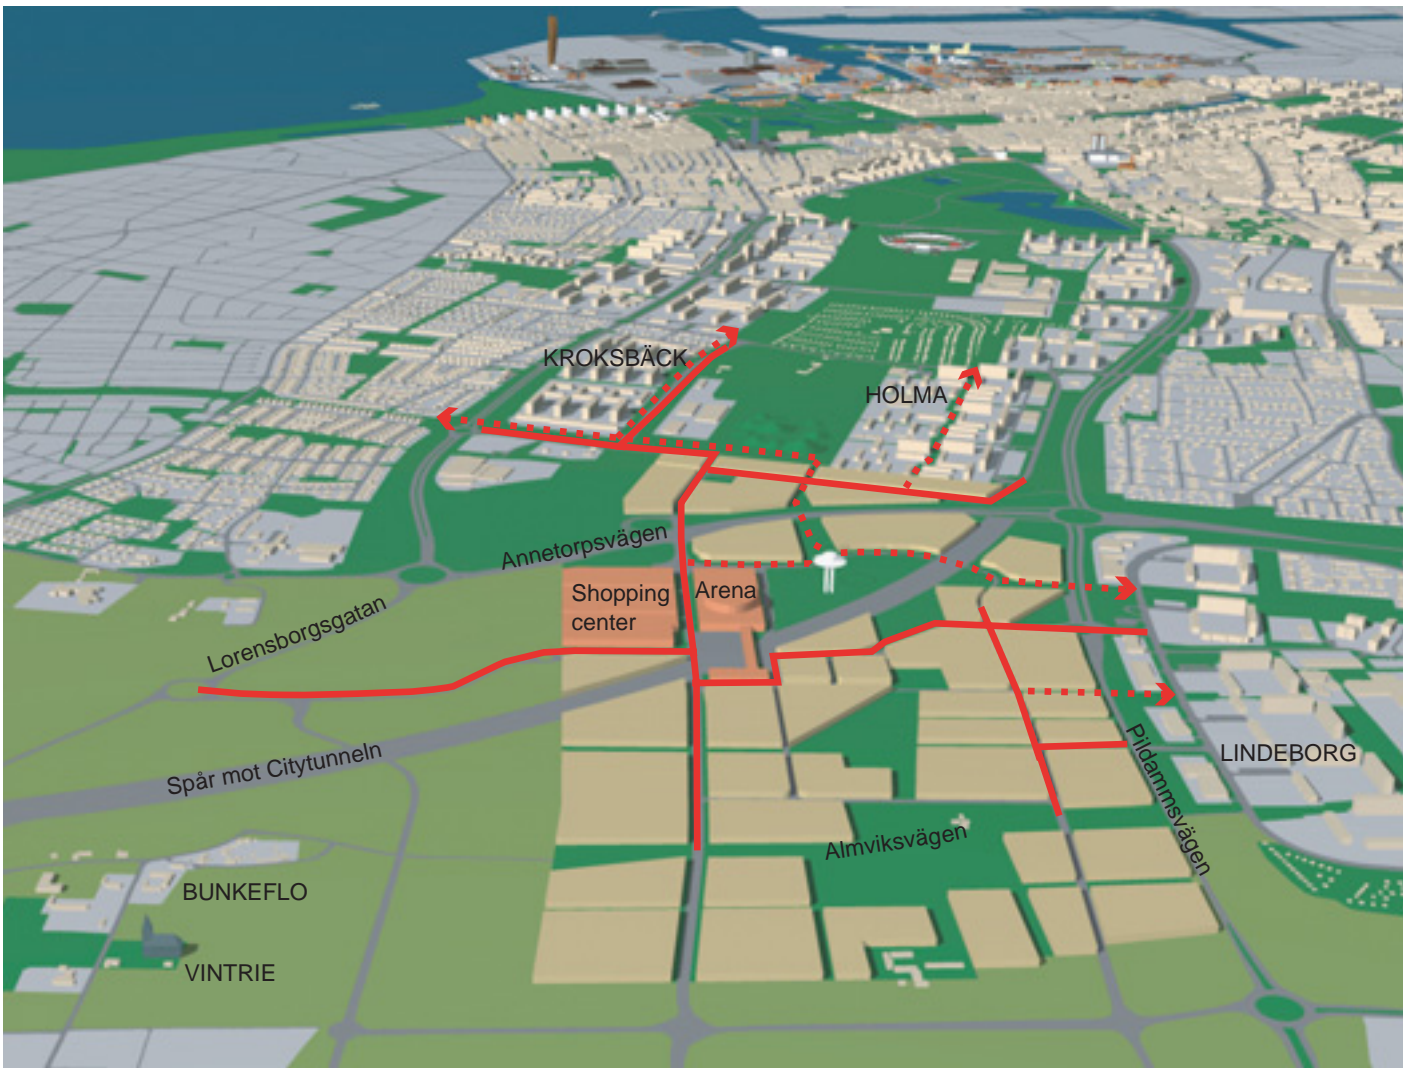 KROKSBÄCK
HOLMA
Annetorpsvägen
Shopping
center
Arena
Lorensborgsgatan
Spår mot Citytunneln
Pildammsvägen
LINDEBORG
Almviksvägen
BUNKEFLO
VINTRIE